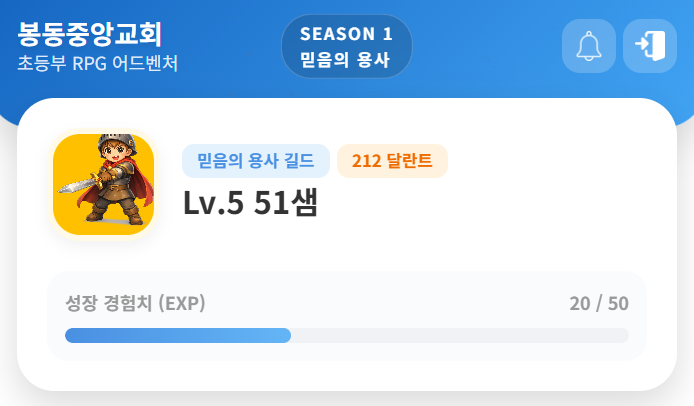 봉동중앙교회
초등부 RPG 어드벤처
SEASON 1
믿음의 용사
믿음의 용사 길드
212 달란트
Lv.5 51샘
성장 경험치 (EXP)
20 / 50